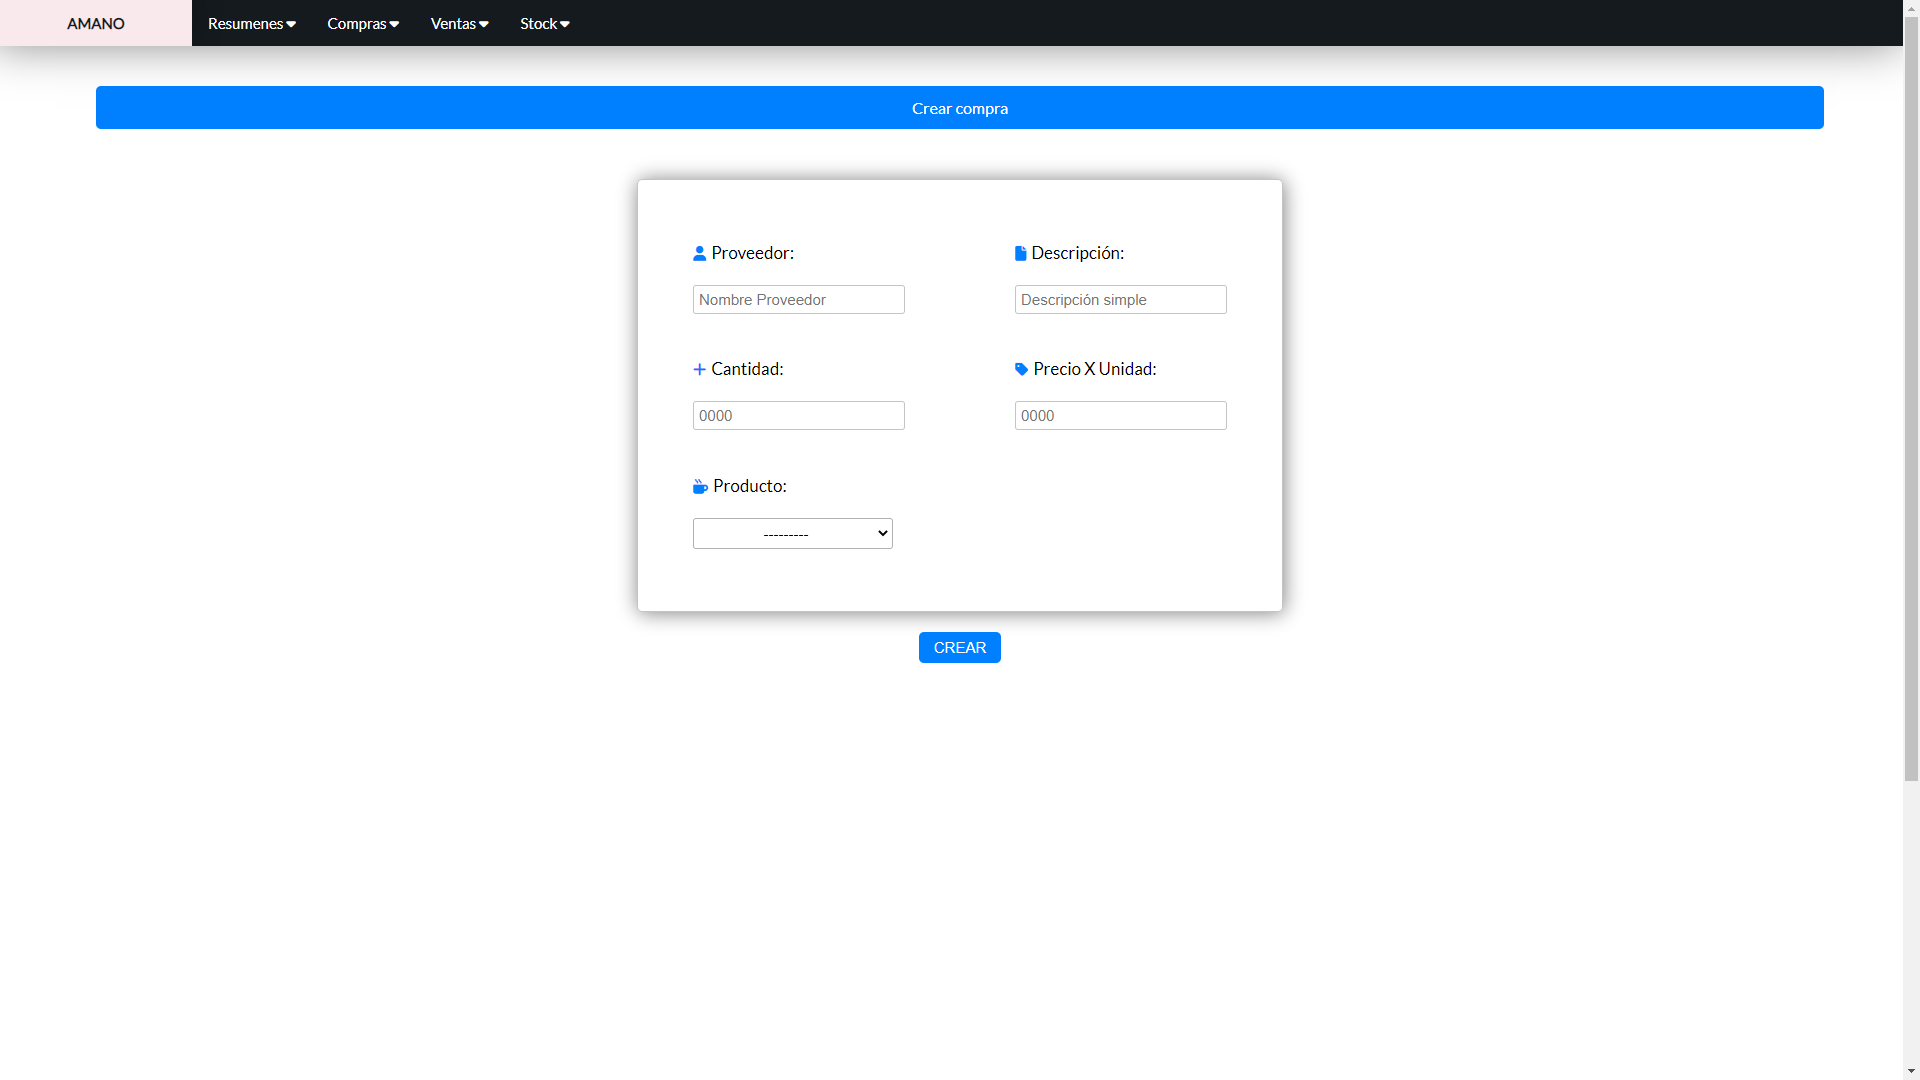 AMANO Resumenes Compras Ventas Stock
Crear compra
Proveedor: Descripción:
Nombre Proveedor Descripción simple
Cantidad: Precio X Unidad:
0000 0000
Producto:
---------
CREAR